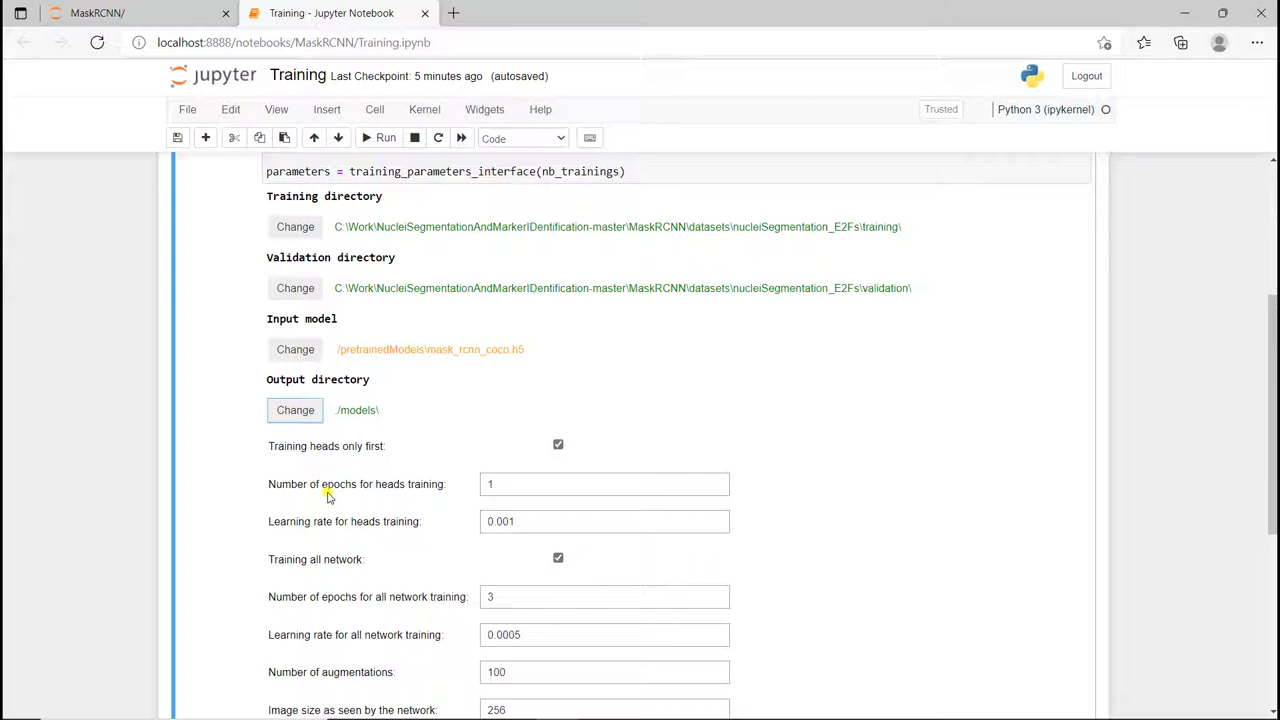 MaskRCNN/
Training - Jupyter Notebook
localhost:8888/notebooks/MaskRCNN/Training.ipynb
jupyter Training Last Checkpoint: 5 minutes ago (autosaved)
Logout
File Edit View Insert Cell Kernel Widgets Help
Trusted
Python 3 (ipykernel)
Run
Code
parameters = training_parameters_interface(nb_trainings)
Training directory
Change C:\Work\NucleiSegmentationAndMarkerIDentification-master\MaskRCNN\datasets\nucleiSegmentation_E2Fs\training\
Validation directory
Change C:\Work\NucleiSegmentationAndMarkerIDentification-master\MaskRCNN\datasets\nucleiSegmentation_E2Fs\validation\
Input model
Change ./pretrainedModels\mask_rcnn_coco.h5
Output directory
Change ./models\
Training heads only first:
Number of epochs for heads training: 1
Learning rate for heads training: 0.001
Training all network:
Number of epochs for all network training: 3
Learning rate for all network training: 0.0005
Number of augmentations: 100
Image size as seen by the network: 256